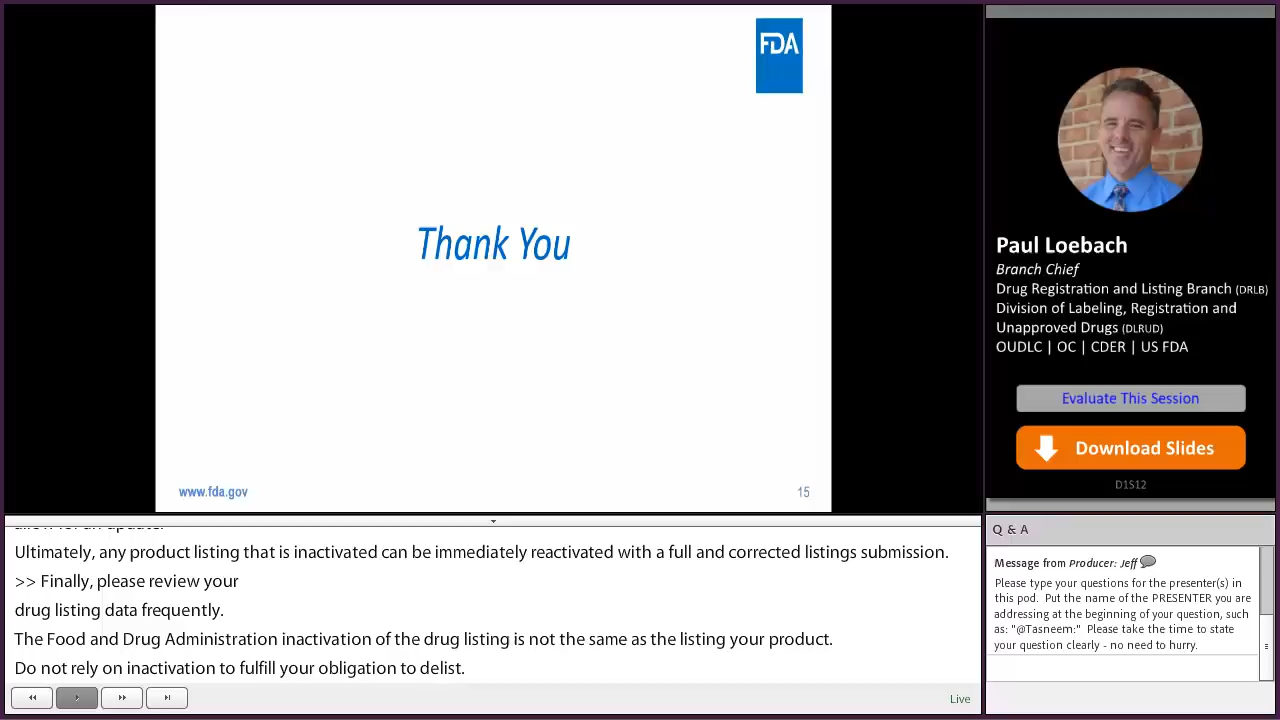 FDA
Thank You
www.fda.gov
15
Paul Loebach
Branch Chief
Drug Registration and Listing Branch (DRLB)
Division of Labeling, Registration and
Unapproved Drugs (DLRUD)
OUDLC | OC | CDER | US FDA
Evaluate This Session
Download Slides
D1S12
Ultimately, any product listing that is inactivated can be immediately reactivated with a full and corrected listings submission.
>> Finally, please review your
drug listing data frequently.
The Food and Drug Administration inactivation of the drug listing is not the same as the listing your product.
Do not rely on inactivation to fulfill your obligation to delist.
Live
Q & A
Message from Producer: Jeff
Please type your questions for the presenter(s) in
this pod. Put the name of the PRESENTER you are
addressing at the beginning of your question, such
as: "@Tasneem:" Please take the time to state
your question clearly - no need to hurry.